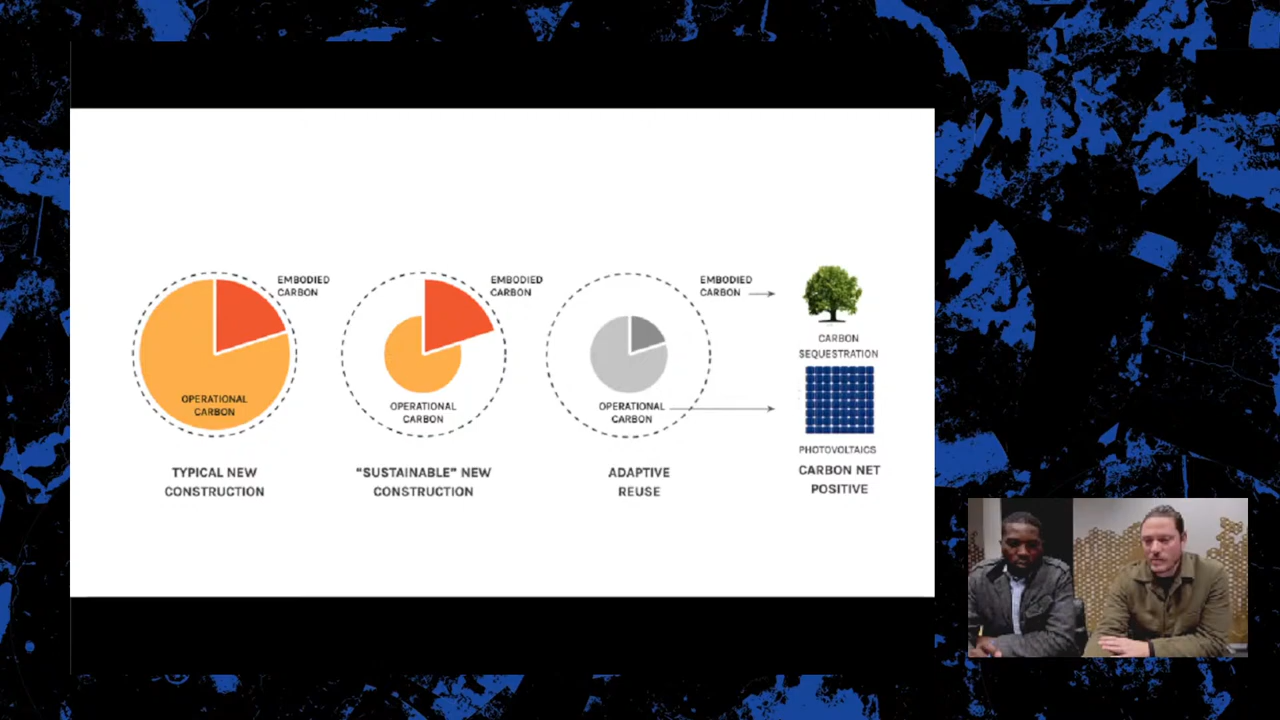 EMBODIED
CARBON
OPERATIONAL
CARBON
TYPICAL NEW
CONSTRUCTION
EMBODIED
CARBON
OPERATIONAL
CARBON
“SUSTAINABLE” NEW
CONSTRUCTION
EMBODIED
CARBON
OPERATIONAL
CARBON
ADAPTIVE
REUSE
CARBON
SEQUESTRATION
PHOTOVOLTAICS
CARBON NET
POSITIVE